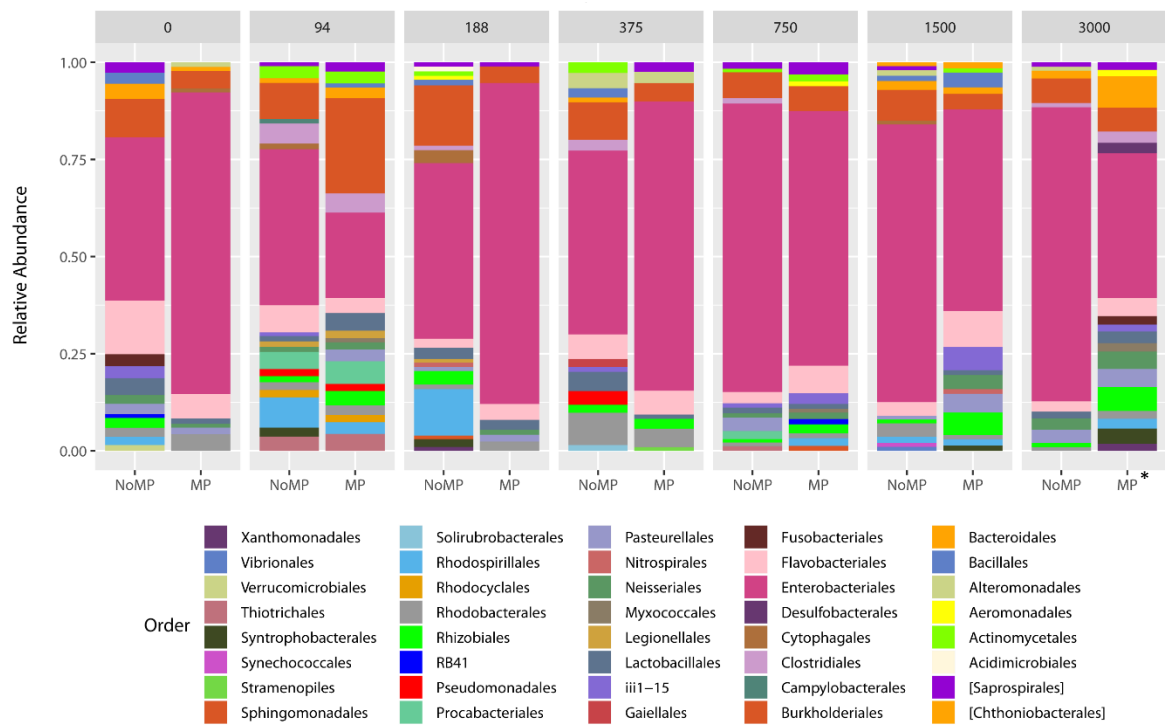 0 94 188 375 750 1500 3000
1.00
0.75
0.50
0.25
0.00
Relative Abundance
NoMP MP NoMP MP NoMP MP NoMP MP NoMP MP NoMP MP NoMP MP *
Xanthomonadales Solirubrobacterales Pasteurellales Fusobacteriales Bacteroidales
Vibrionales Rhodospirillales Nitrospirales Flavobacteriales Bacillales
Verrucomicrobiales Rhodocyclales Neisseriales Enterobacteriales Alteromonadales
Thiotrichales Rhodobacterales Myxococcales Desulfobacterales Aeromonadales
Order Syntrophobacterales Rhizobiales Legionellales Cytophagales Actinomycetales
Synechococcales RB41 Lactobacillales Clostridiales Acidimicrobiales
Stramenopiles Pseudomonadales iii1−15 Campylobacterales [Saprospirales]
Sphingomonadales Procabacteriales Gaiellales Burkholderiales [Chthoniobacterales]